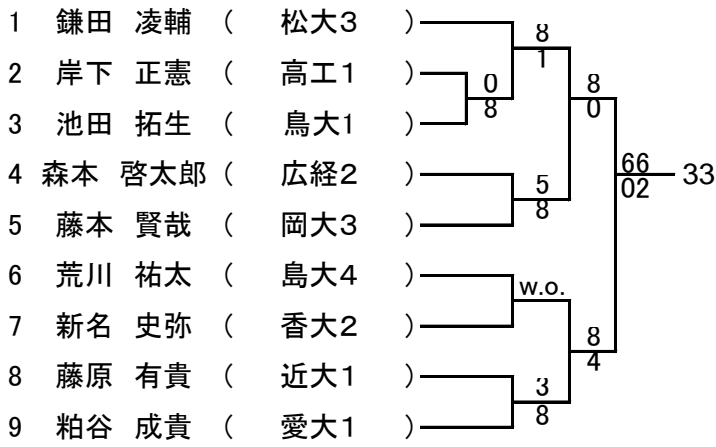 1 鎌田 凌輔 ( 松大3 )
8
1
2 岸下 正憲 ( 高工1 )
0
8
8
0
3 池田 拓生 ( 鳥大1 )
4 森本 啓太郎 ( 広経2 )
5
8
66
02
33
5 藤本 賢哉 ( 岡大3 )
6 荒川 祐太 ( 島大4 )
w.o.
7 新名 史弥 ( 香大2 )
8
4
8 藤原 有貴 ( 近大1 )
3
8
9 粕谷 成貴 ( 愛大1 )